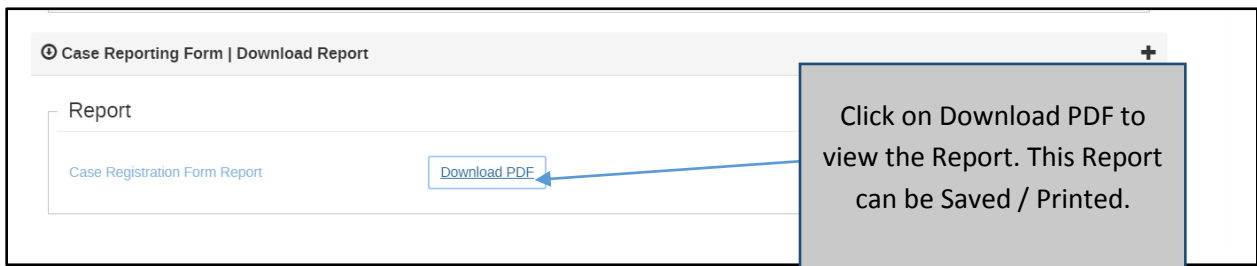 Case Reporting Form | Download Report
Report
Case Registration Form Report
Download PDF
Click on Download PDF to
view the Report. This Report
can be Saved / Printed.